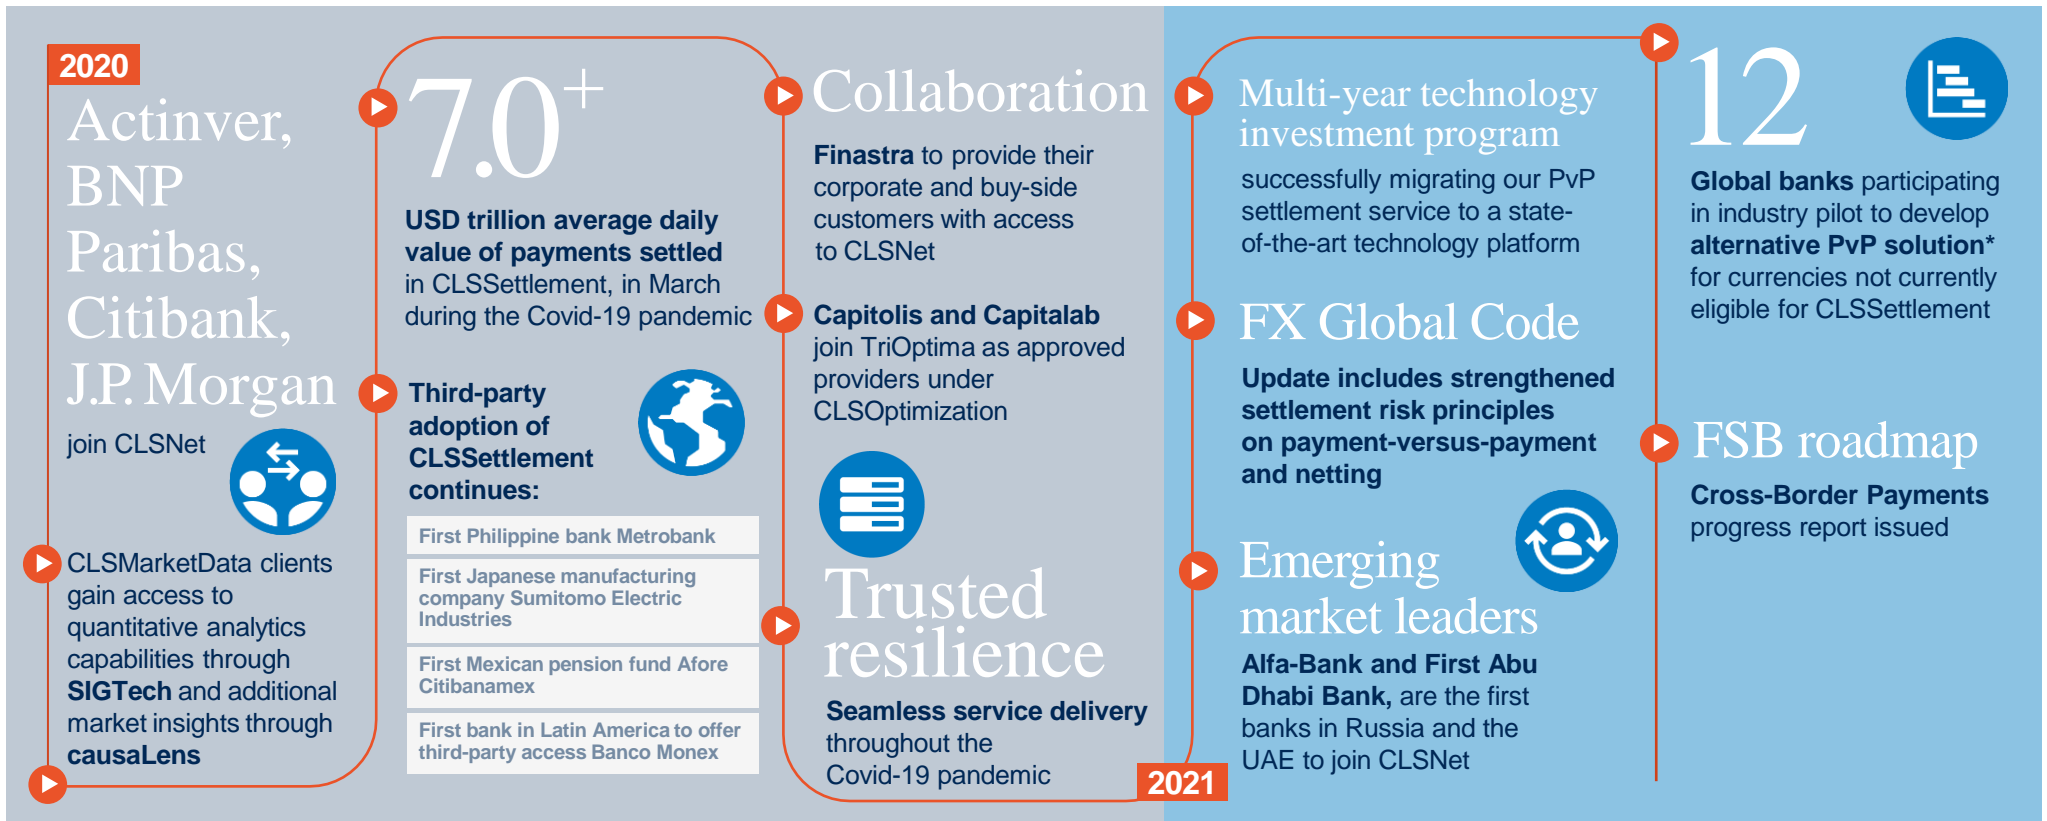 2020
Actinver,
BNP
Paribas,
Citibank,
J.P. Morgan
join CLSNet
CLSMarketData clients
gain access to
quantitative analytics
capabilities through
SIGTech and additional
market insights through
causaLens
7.0+
USD trillion average daily
value of payments settled
in CLSSettlement, in March
during the Covid-19 pandemic
Third-party
adoption of
CLSSettlement
continues:
First Philippine bank Metrobank
First Japanese manufacturing
company Sumitomo Electric
Industries
First Mexican pension fund Afore
Citibanamex
First bank in Latin America to offer
third-party access Banco Monex
Collaboration
Finastra to provide their
corporate and buy-side
customers with access
to CLSNet
Capitolis and Capitalab
join TriOptima as approved
providers under
CLSOptimization
Trusted
resilience
Seamless service delivery
throughout the
Covid-19 pandemic
2021
Multi-year technology
investment program
successfully migrating our PvP
settlement service to a state-
of-the-art technology platform
FX Global Code
Update includes strengthened
settlement risk principles
on payment-versus-payment
and netting
Emerging
market leaders
Alfa-Bank and First Abu
Dhabi Bank, are the first
banks in Russia and the
UAE to join CLSNet
12
Global banks participating
in industry pilot to develop
alternative PvP solution*
for currencies not currently
eligible for CLSSettlement
FSB roadmap
Cross-Border Payments
progress report issued